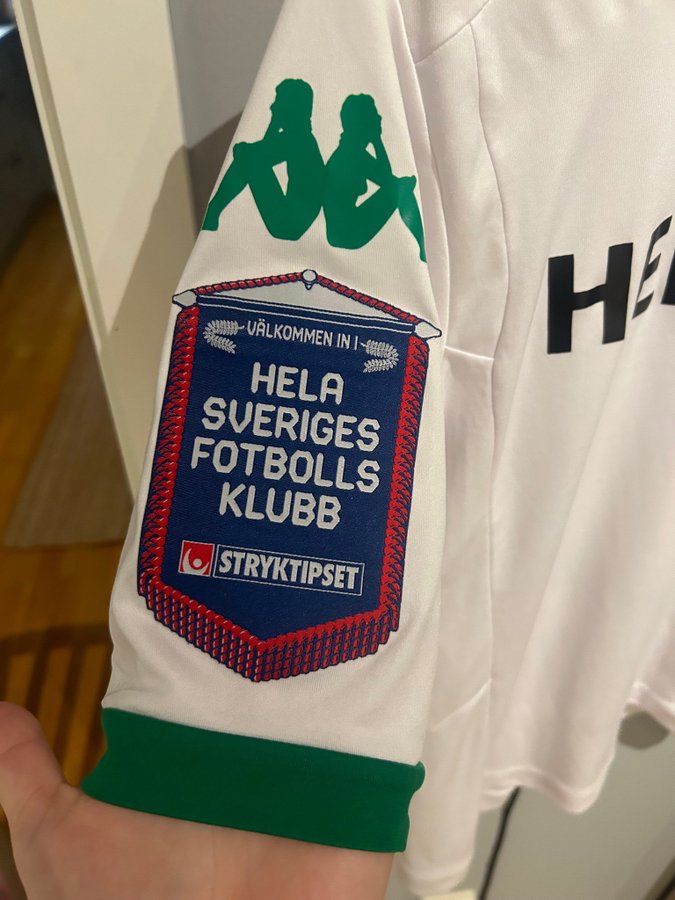 VÄLKOMMEN IN I
HELA
SVERIGES
FOTBOLLS
KLUBB
STRYKTIPSET